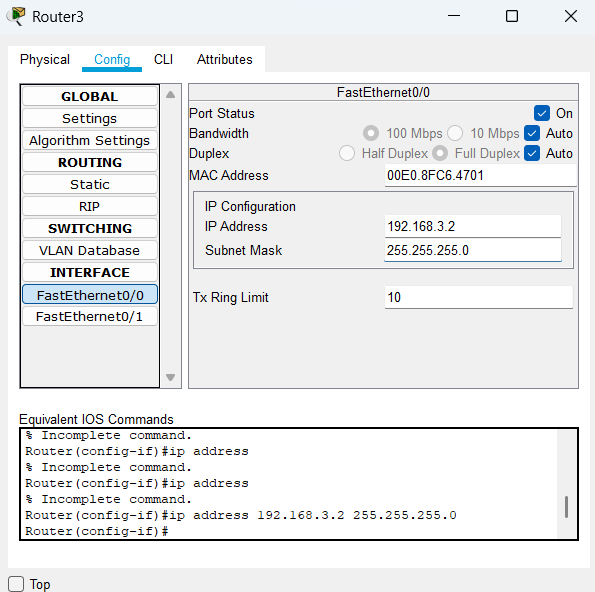 Router3
Physical Config CLI Attributes
GLOBAL
Settings
Algorithm Settings
ROUTING
Static
RIP
SWITCHING
VLAN Database
INTERFACE
FastEthernet0/0
FastEthernet0/1
FastEthernet0/0
Port Status On
Bandwidth 100 Mbps 10 Mbps Auto
Duplex Half Duplex Full Duplex Auto
MAC Address 00E0.8FC6.4701
IP Configuration
IP Address 192.168.3.2
Subnet Mask 255.255.255.0
Tx Ring Limit 10
Equivalent IOS Commands
% Incomplete command.
Router(config-if)#ip address
% Incomplete command.
Router(config-if)#ip address
% Incomplete command.
Router(config-if)#ip address 192.168.3.2 255.255.255.0
Router(config-if)#
Top